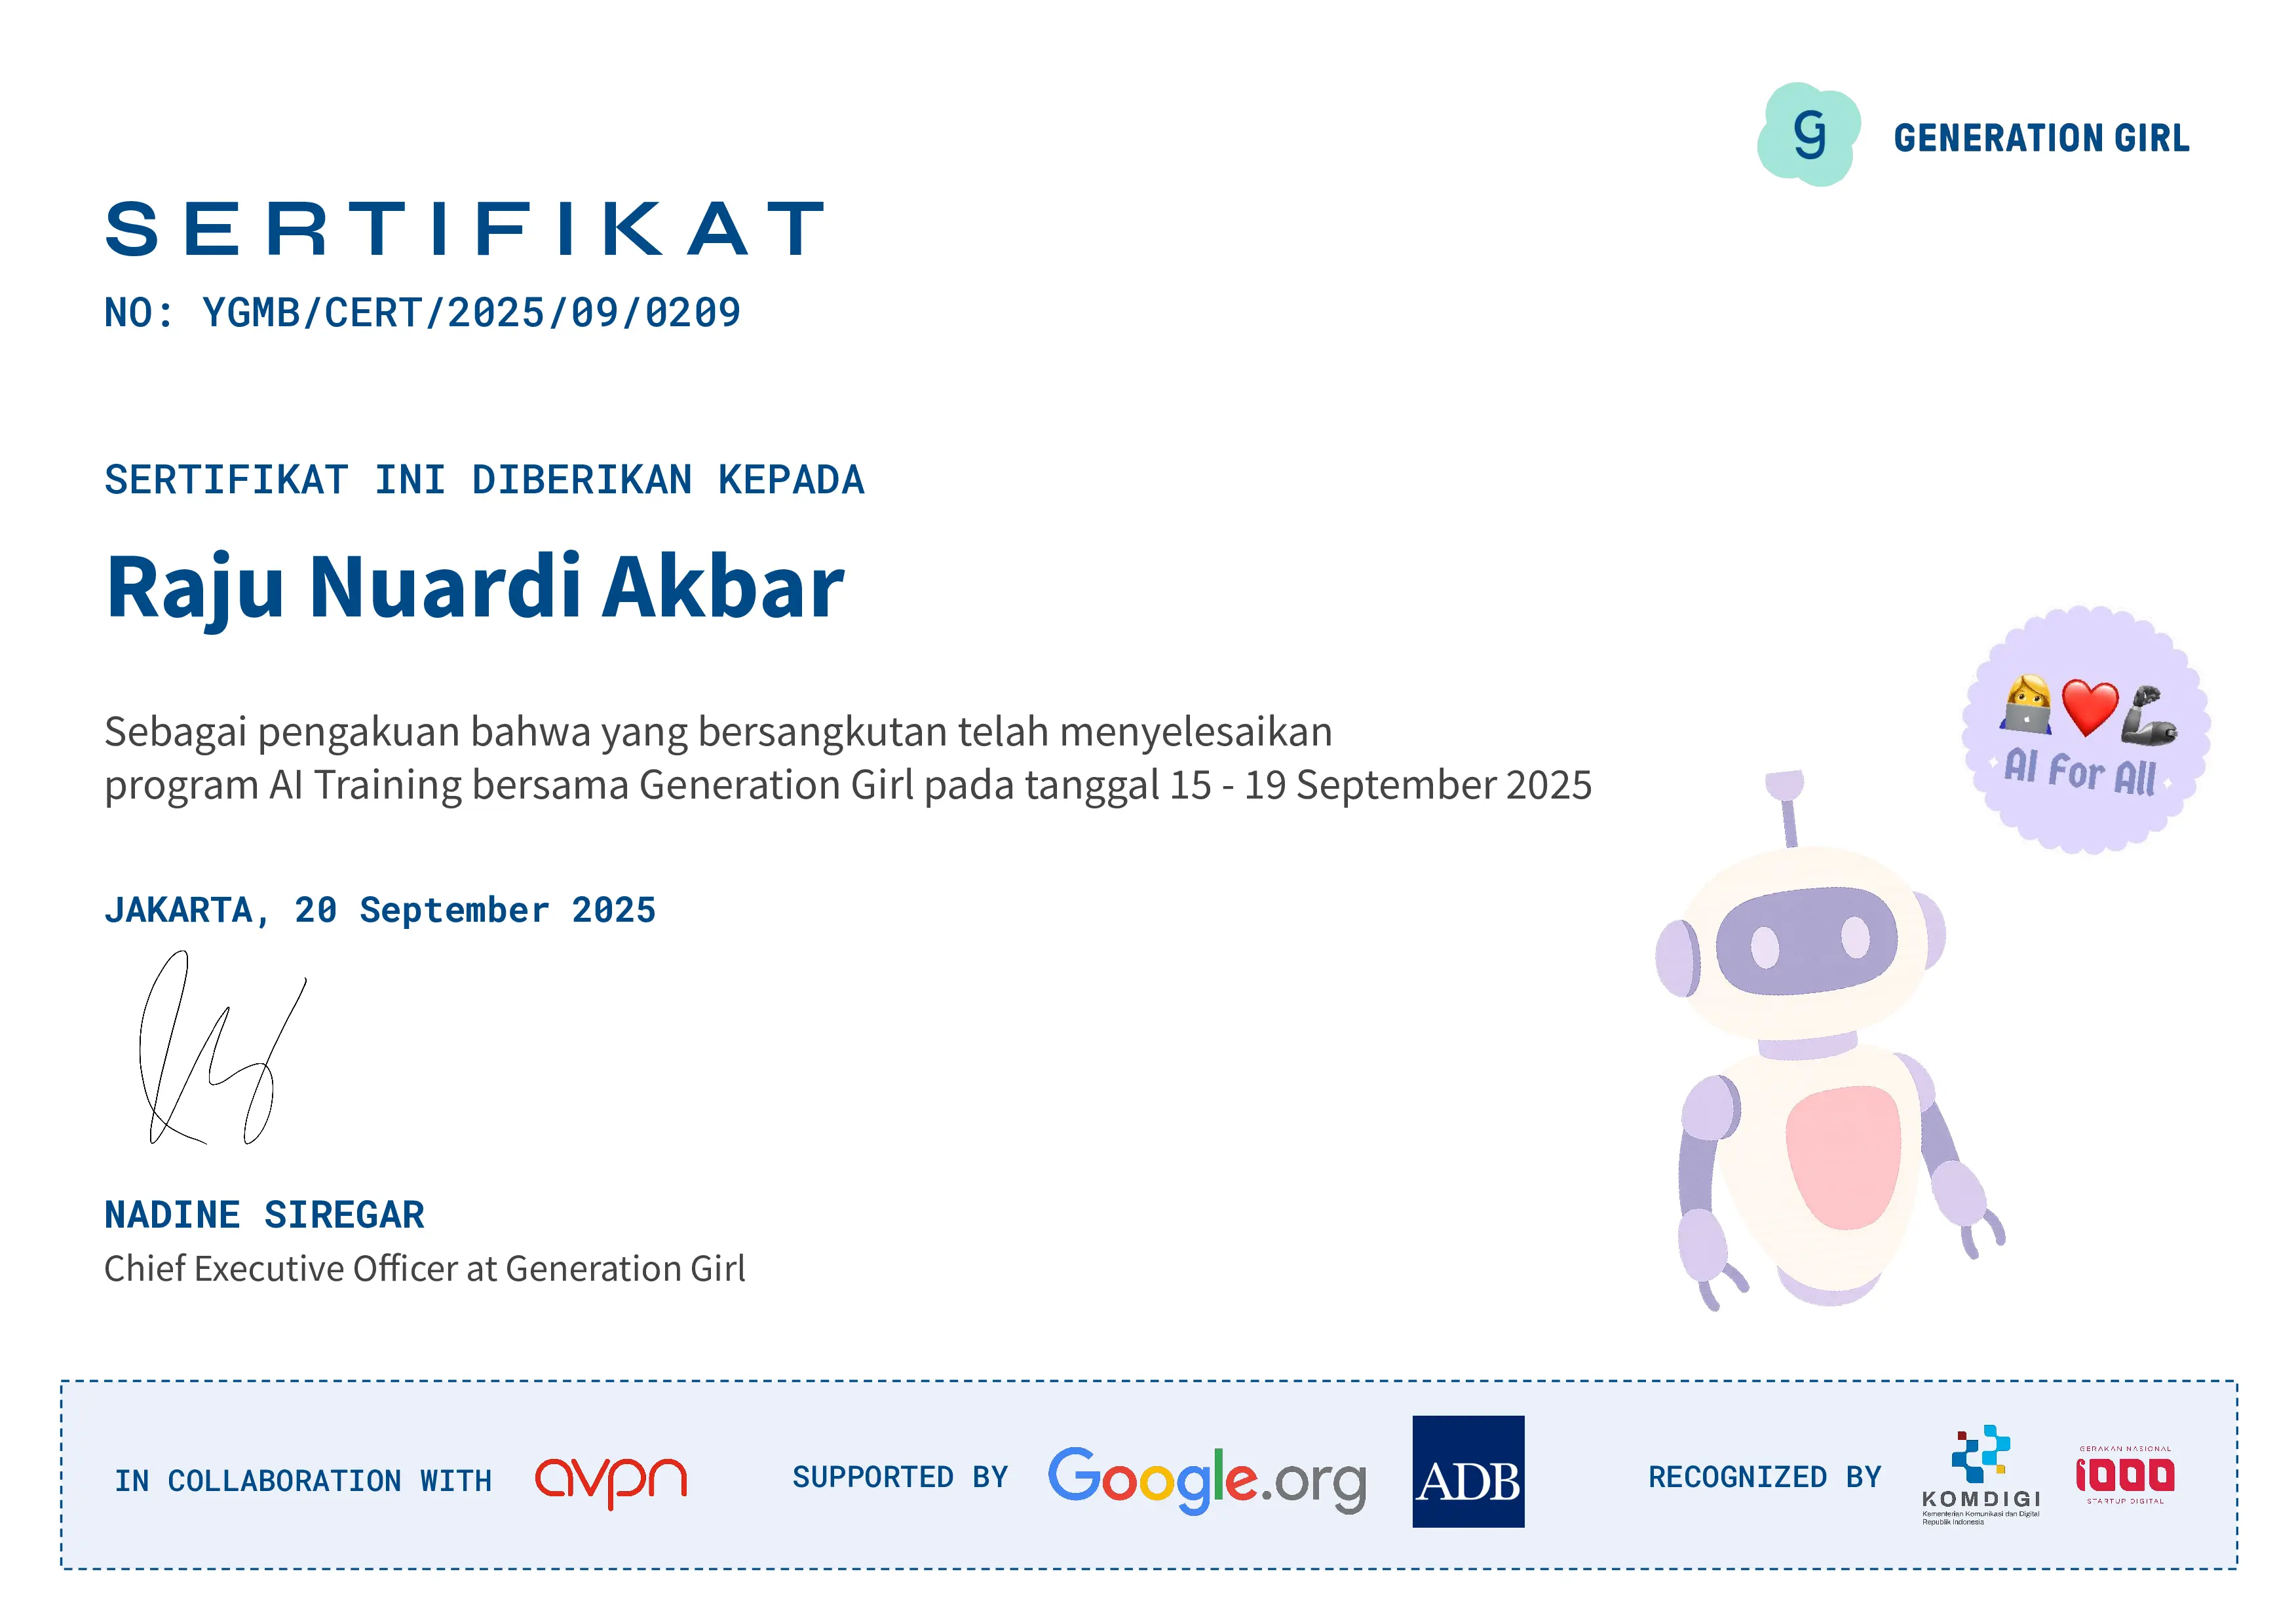 g GENERATION GIRL
SERTIFIKAT
NO: YGMB/CERT/2025/09/0209
SERTIFIKAT INI DIBERIKAN KEPADA
Raju Nuardi Akbar
Sebagai pengakuan bahwa yang bersangkutan telah menyelesaikan
program AI Training bersama Generation Girl pada tanggal 15 - 19 September 2025
AI For All
JAKARTA, 20 September 2025
NADINE SIREGAR
Chief Executive Officer at Generation Girl
IN COLLABORATION WITH avpn SUPPORTED BY Google.org ADB RECOGNIZED BY
KOMDIGI
Kementerian Komunikasi dan Digital
Republik Indonesia
GERAKAN NASIONAL
1000
STARTUP DIGITAL